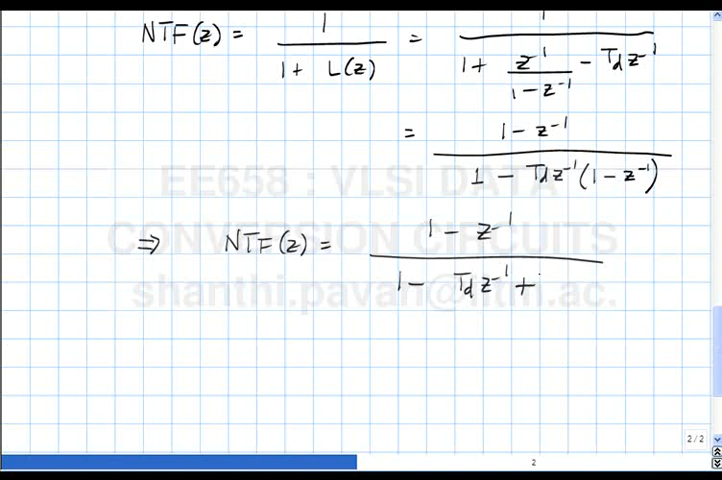 NTF(z) = 1 / (1 + L(z)) = 1 / (1 + z⁻¹/(1 - z⁻¹) - T_d z⁻¹)
= (1 - z⁻¹) / (1 - T_d z⁻¹(1 - z⁻¹))
EE658 : VLSI DATA
⇒ NTF(z) = (1 - z⁻¹) / (1 - T_d z⁻¹ +
CONVERSION CIRCUITS
shanthi.pavan@iitm.ac.
2/2
2